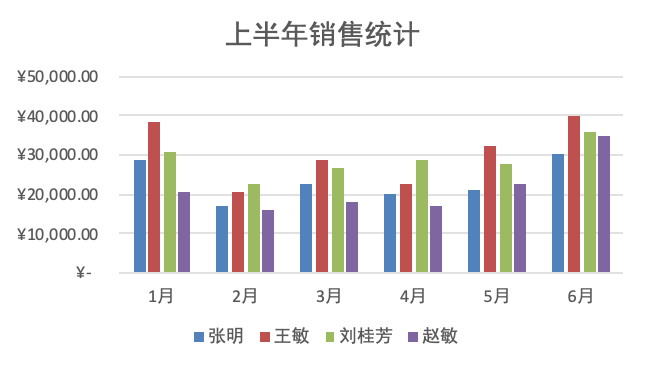 上半年销售统计
¥50,000.00
¥40,000.00
¥30,000.00
¥20,000.00
¥10,000.00
¥-
1月 2月 3月 4月 5月 6月
张明 王敏 刘桂芳 赵敏